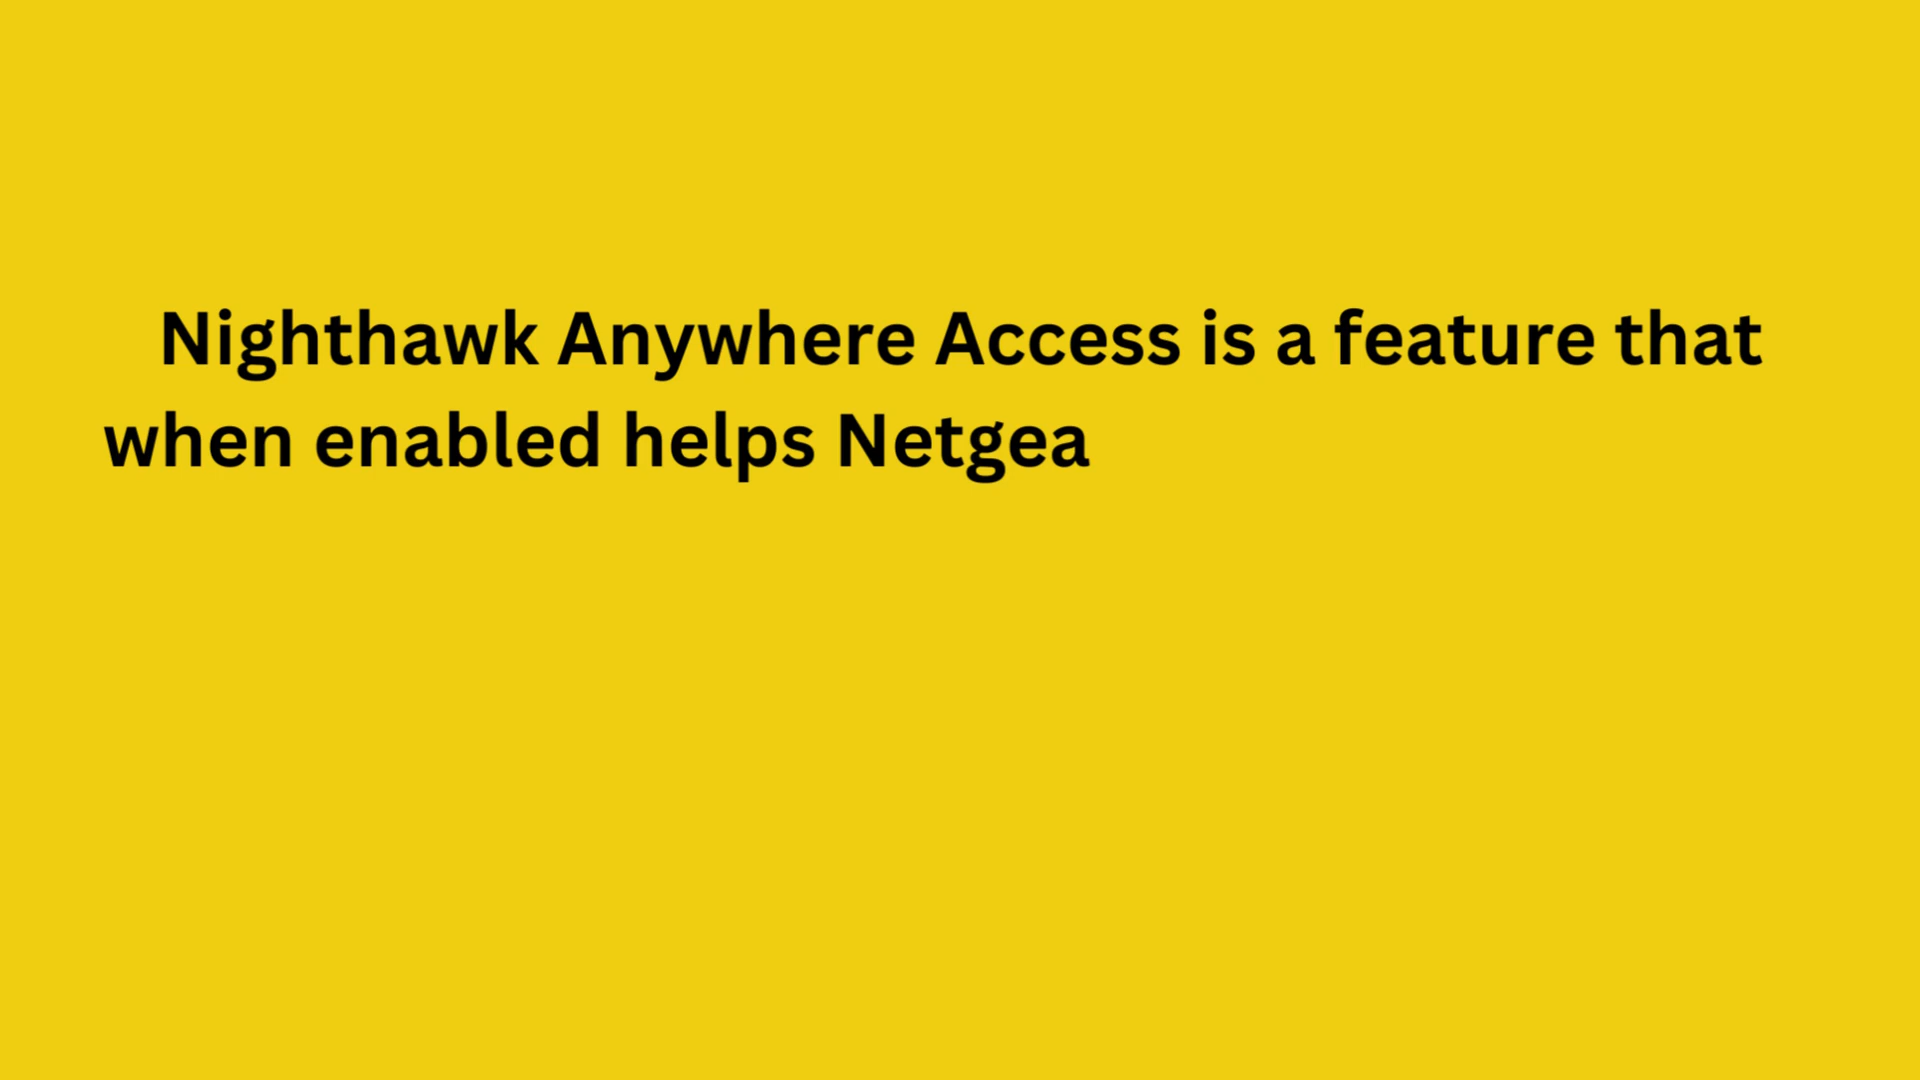 Nighthawk Anywhere Access is a feature that
when enabled helps Netgea